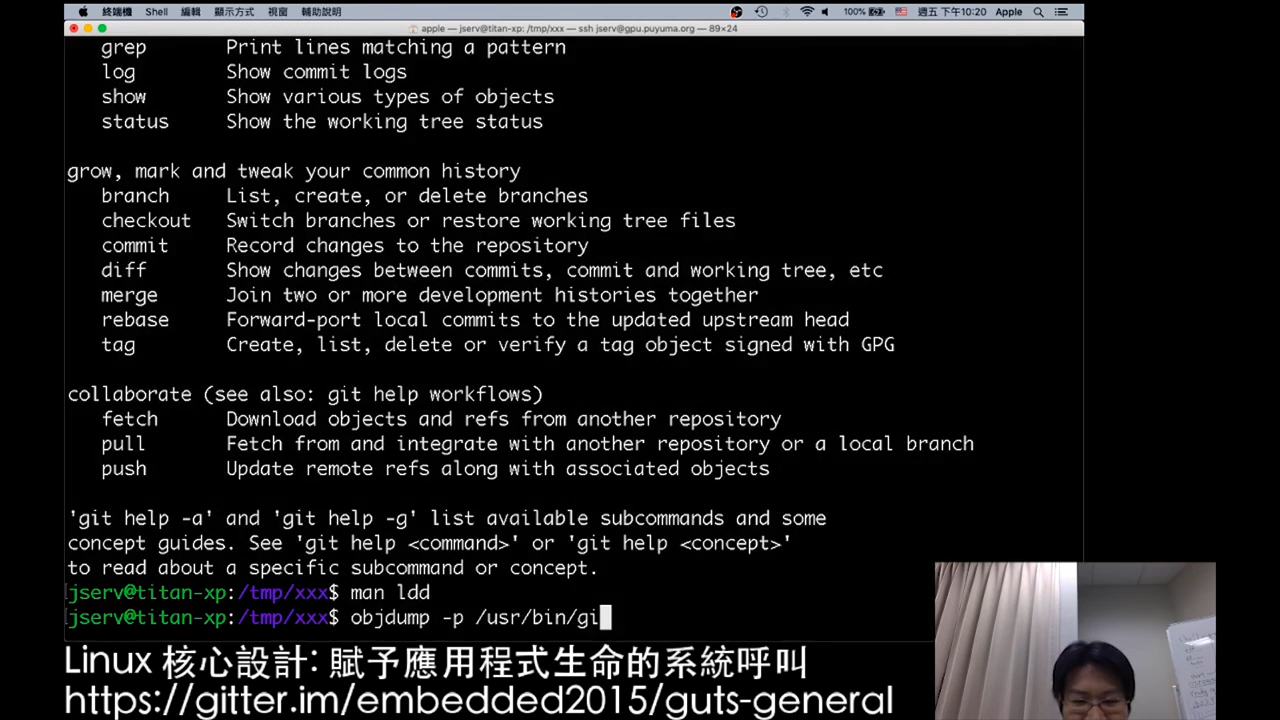 終端機 Shell 編輯 顯示方式 視窗 輔助說明 100% 週五 下午10:20 Apple
apple — jserv@titan-xp: /tmp/xxx — ssh jserv@gpu.puyuma.org — 89×24
grep Print lines matching a pattern
log Show commit logs
show Show various types of objects
status Show the working tree status
grow, mark and tweak your common history
branch List, create, or delete branches
checkout Switch branches or restore working tree files
commit Record changes to the repository
diff Show changes between commits, commit and working tree, etc
merge Join two or more development histories together
rebase Forward-port local commits to the updated upstream head
tag Create, list, delete or verify a tag object signed with GPG
collaborate (see also: git help workflows)
fetch Download objects and refs from another repository
pull Fetch from and integrate with another repository or a local branch
push Update remote refs along with associated objects
'git help -a' and 'git help -g' list available subcommands and some
concept guides. See 'git help <command>' or 'git help <concept>'
to read about a specific subcommand or concept.
jserv@titan-xp:/tmp/xxx$ man ldd
jserv@titan-xp:/tmp/xxx$ objdump -p /usr/bin/gi
Linux 核心設計: 賦予應用程式生命的系統呼叫
https://gitter.im/embedded2015/guts-general